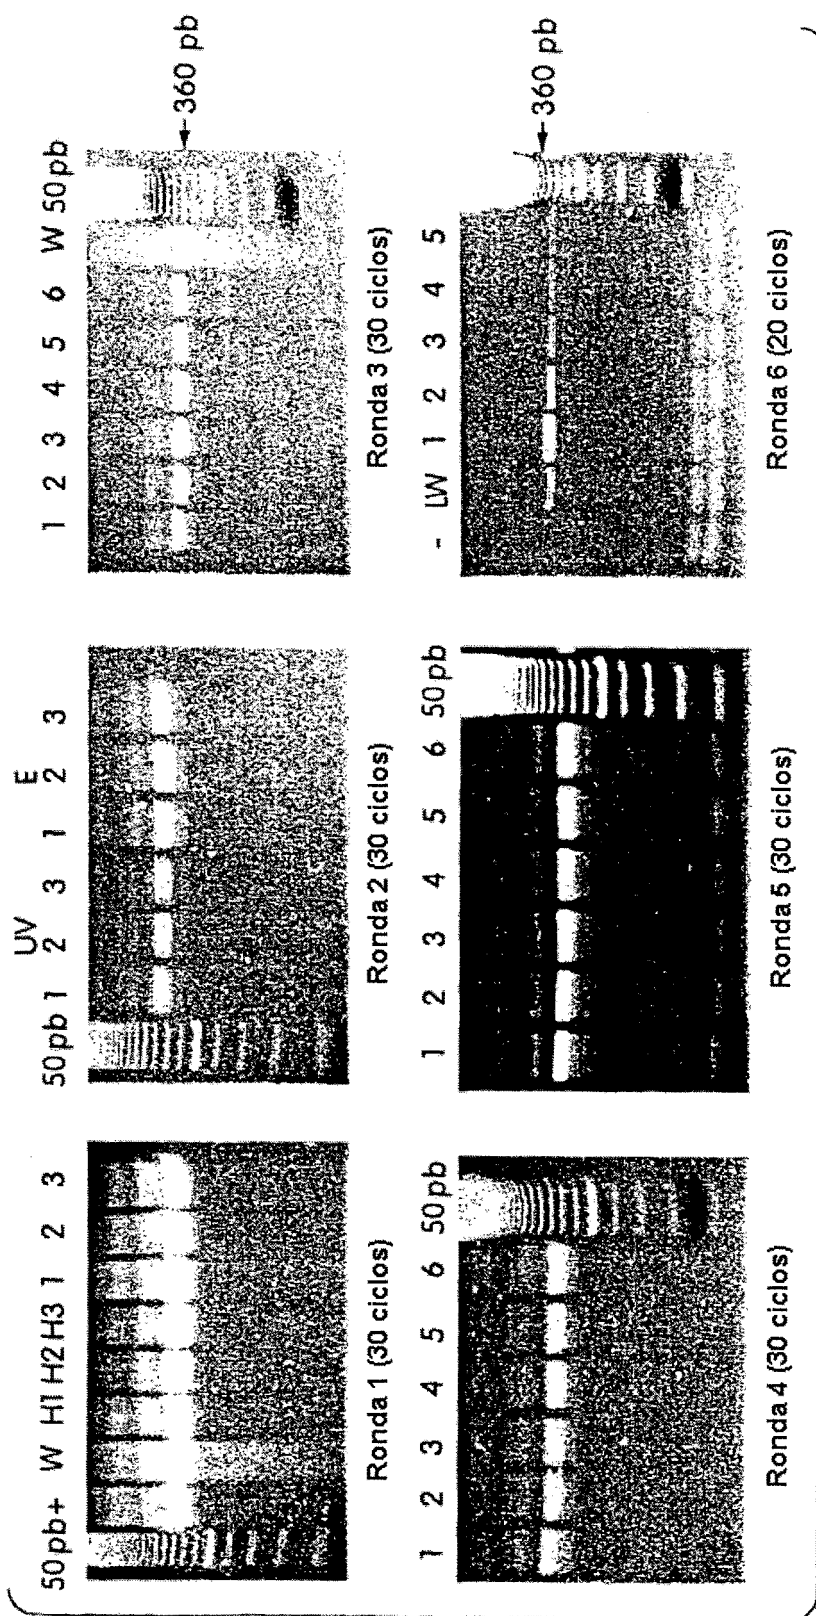 50pb + W H1 H2 H3 1 2 3
Ronda 1 (30 ciclos)
UV E
50pb 1 2 3 1 2 3
Ronda 2 (30 ciclos)
1 2 3 4 5 6 W 50pb
360 pb
Ronda 3 (30 ciclos)
1 2 3 4 5 6 50pb
Ronda 4 (30 ciclos)
1 2 3 4 5 6 50pb
Ronda 5 (30 ciclos)
- LW 1 2 3 4 5
360 pb
Ronda 6 (20 ciclos)